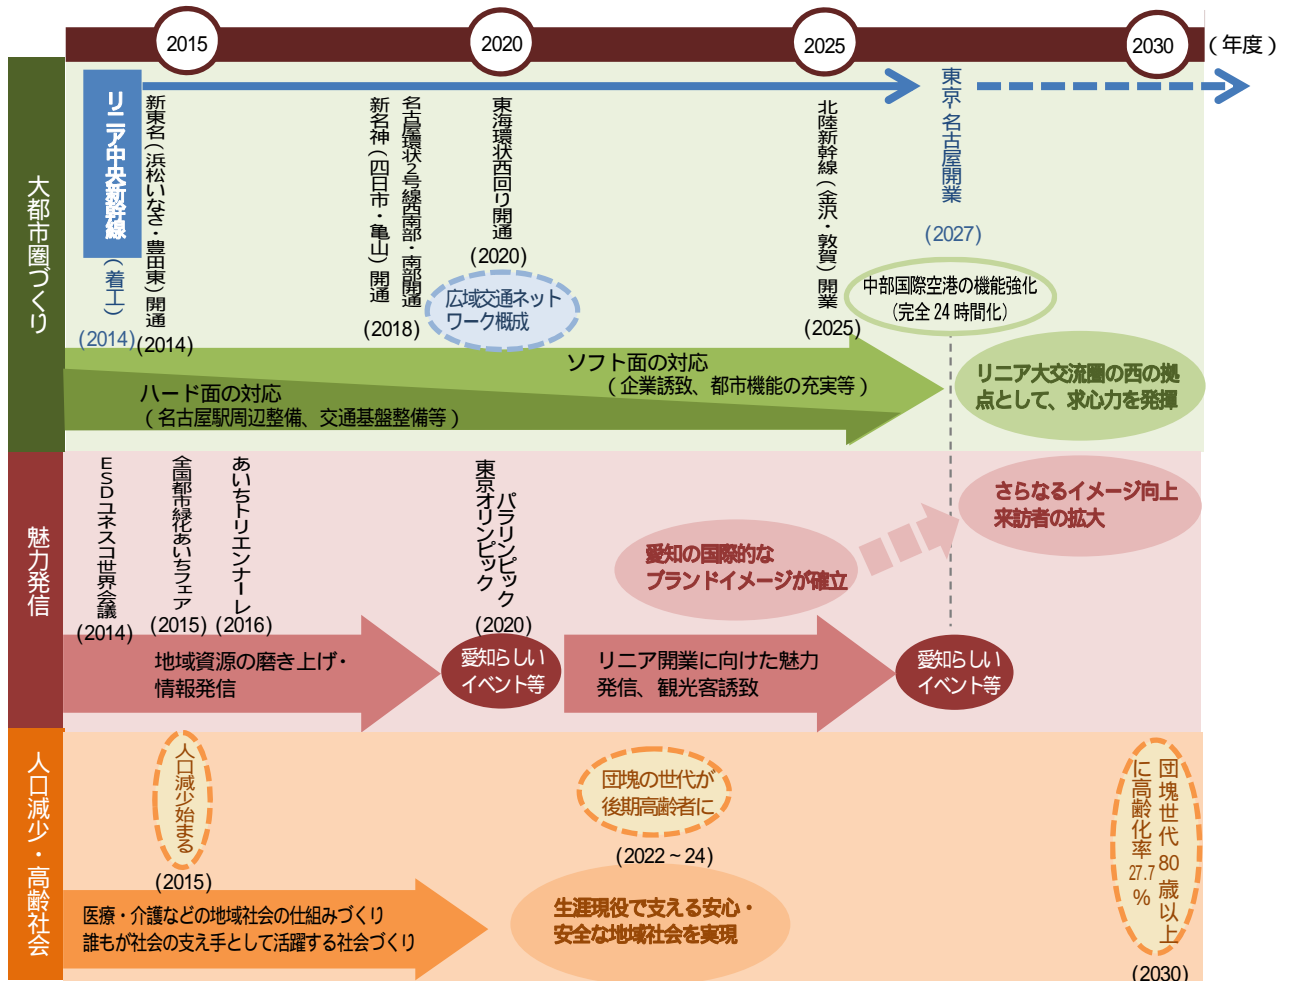 2015
2020
2025
2030
（年度）
大都市圏づくり
リニア中央新幹線
（着工）
(2014)
新東名（浜松いなさ・豊田東）開通
(2014)
新名神（四日市・亀山）開通
名古屋環状2号線西南部・南部開通
(2018)
東海環状西回り開通
(2020)
広域交通ネット
ワーク概成
北陸新幹線（金沢・敦賀）開業
(2025)
東京-名古屋開業
(2027)
中部国際空港の機能強化
（完全24時間化）
ソフト面の対応
（企業誘致、都市機能の充実等）
ハード面の対応
（名古屋駅周辺整備、交通基盤整備等）
リニア大交流圏の西の拠
点として、求心力を発揮
魅力発信
ESDユネスコ世界会議
(2014)
全国都市緑化あいちフェア
(2015)
あいちトリエンナーレ
(2016)
東京オリンピック
パラリンピック
(2020)
さらなるイメージ向上
来訪者の拡大
愛知の国際的な
ブランドイメージが確立
地域資源の磨き上げ・
情報発信
愛知らしい
イベント等
リニア開業に向けた魅力
発信、観光客誘致
愛知らしい
イベント等
人口減少・高齢社会
人口減少始まる
(2015)
団塊の世代が
後期高齢者に
(2022～24)
団塊世代80歳以上
に高齢化率27.7%
(2030)
医療・介護などの地域社会の仕組みづくり
誰もが社会の支え手として活躍する社会づくり
生涯現役で支える安心・
安全な地域社会を実現